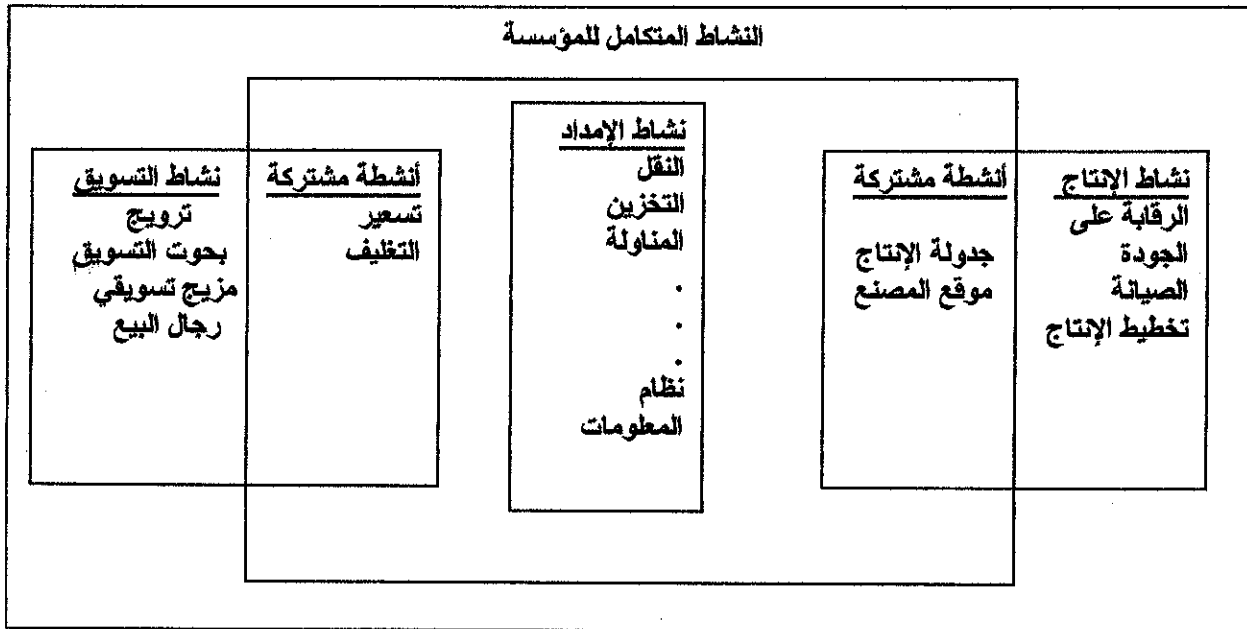 النشاط المتكامل للمؤسسة
نشاط الإنتاج
الرقابة على
الجودة
الصيانة
تخطيط الإنتاج
أنشطة مشتركة
جدولة الإنتاج
موقع المصنع
نشاط الإمداد
النقل
التخزين
المناولة
.
.
.
نظام
المعلومات
أنشطة مشتركة
تسعير
التغليف
نشاط التسويق
ترويج
بحوت التسويق
مزيج تسويقي
رجال البيع